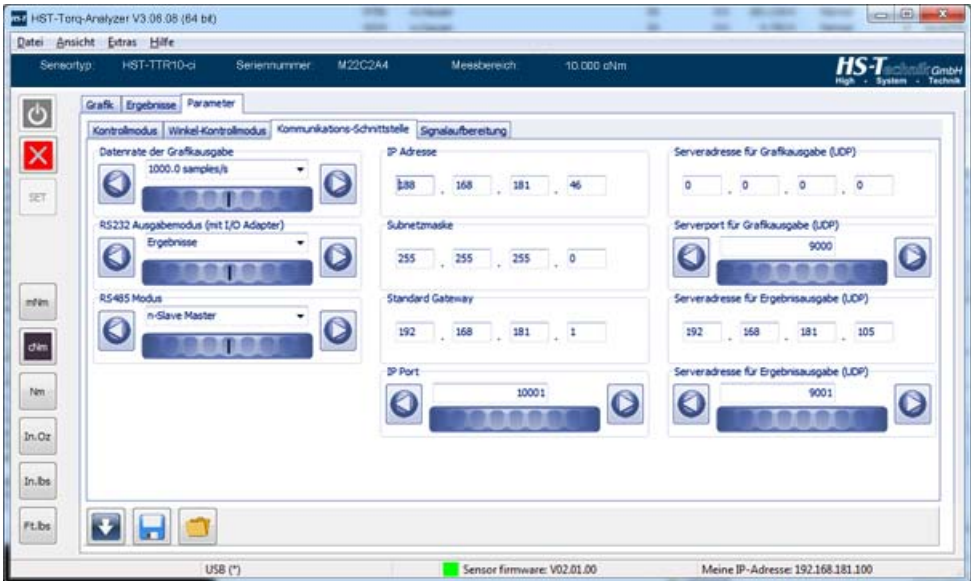 HST-Torq-Analyzer V3.06.08 (64 bit)
Datei Ansicht Extras Hilfe
Sensortyp: HST-TTR10-ci Seriennummer: M22C2A4 Messbereich: 10.000 cNm
HS-Technik GmbH
High - System - Technik
Grafik Ergebnisse Parameter
Kontrollmodus Winkel-Kontrollmodus Kommunikations-Schnittstelle Signalaufbereitung
Datenrate der Grafikausgabe
1000.0 samples/s
RS232 Ausgabemodus (mit I/O Adapter)
Ergebnisse
RS485 Modus
n-Slave Master
IP Adresse
188 . 168 . 181 . 46
Subnetzmaske
255 . 255 . 255 . 0
Standard Gateway
192 . 168 . 181 . 1
IP Port
10001
Serveradresse für Grafikausgabe (UDP)
0 . 0 . 0 . 0
Serverport für Grafikausgabe (UDP)
9000
Serveradresse für Ergebnisausgabe (UDP)
192 . 168 . 181 . 105
Serveradresse für Ergebnisausgabe (UDP)
9001
SET
mNm
cNm
Nm
In.Oz
In.lbs
Ft.lbs
USB (*) Sensor firmware: V02.01.00 Meine IP-Adresse: 192.168.181.100